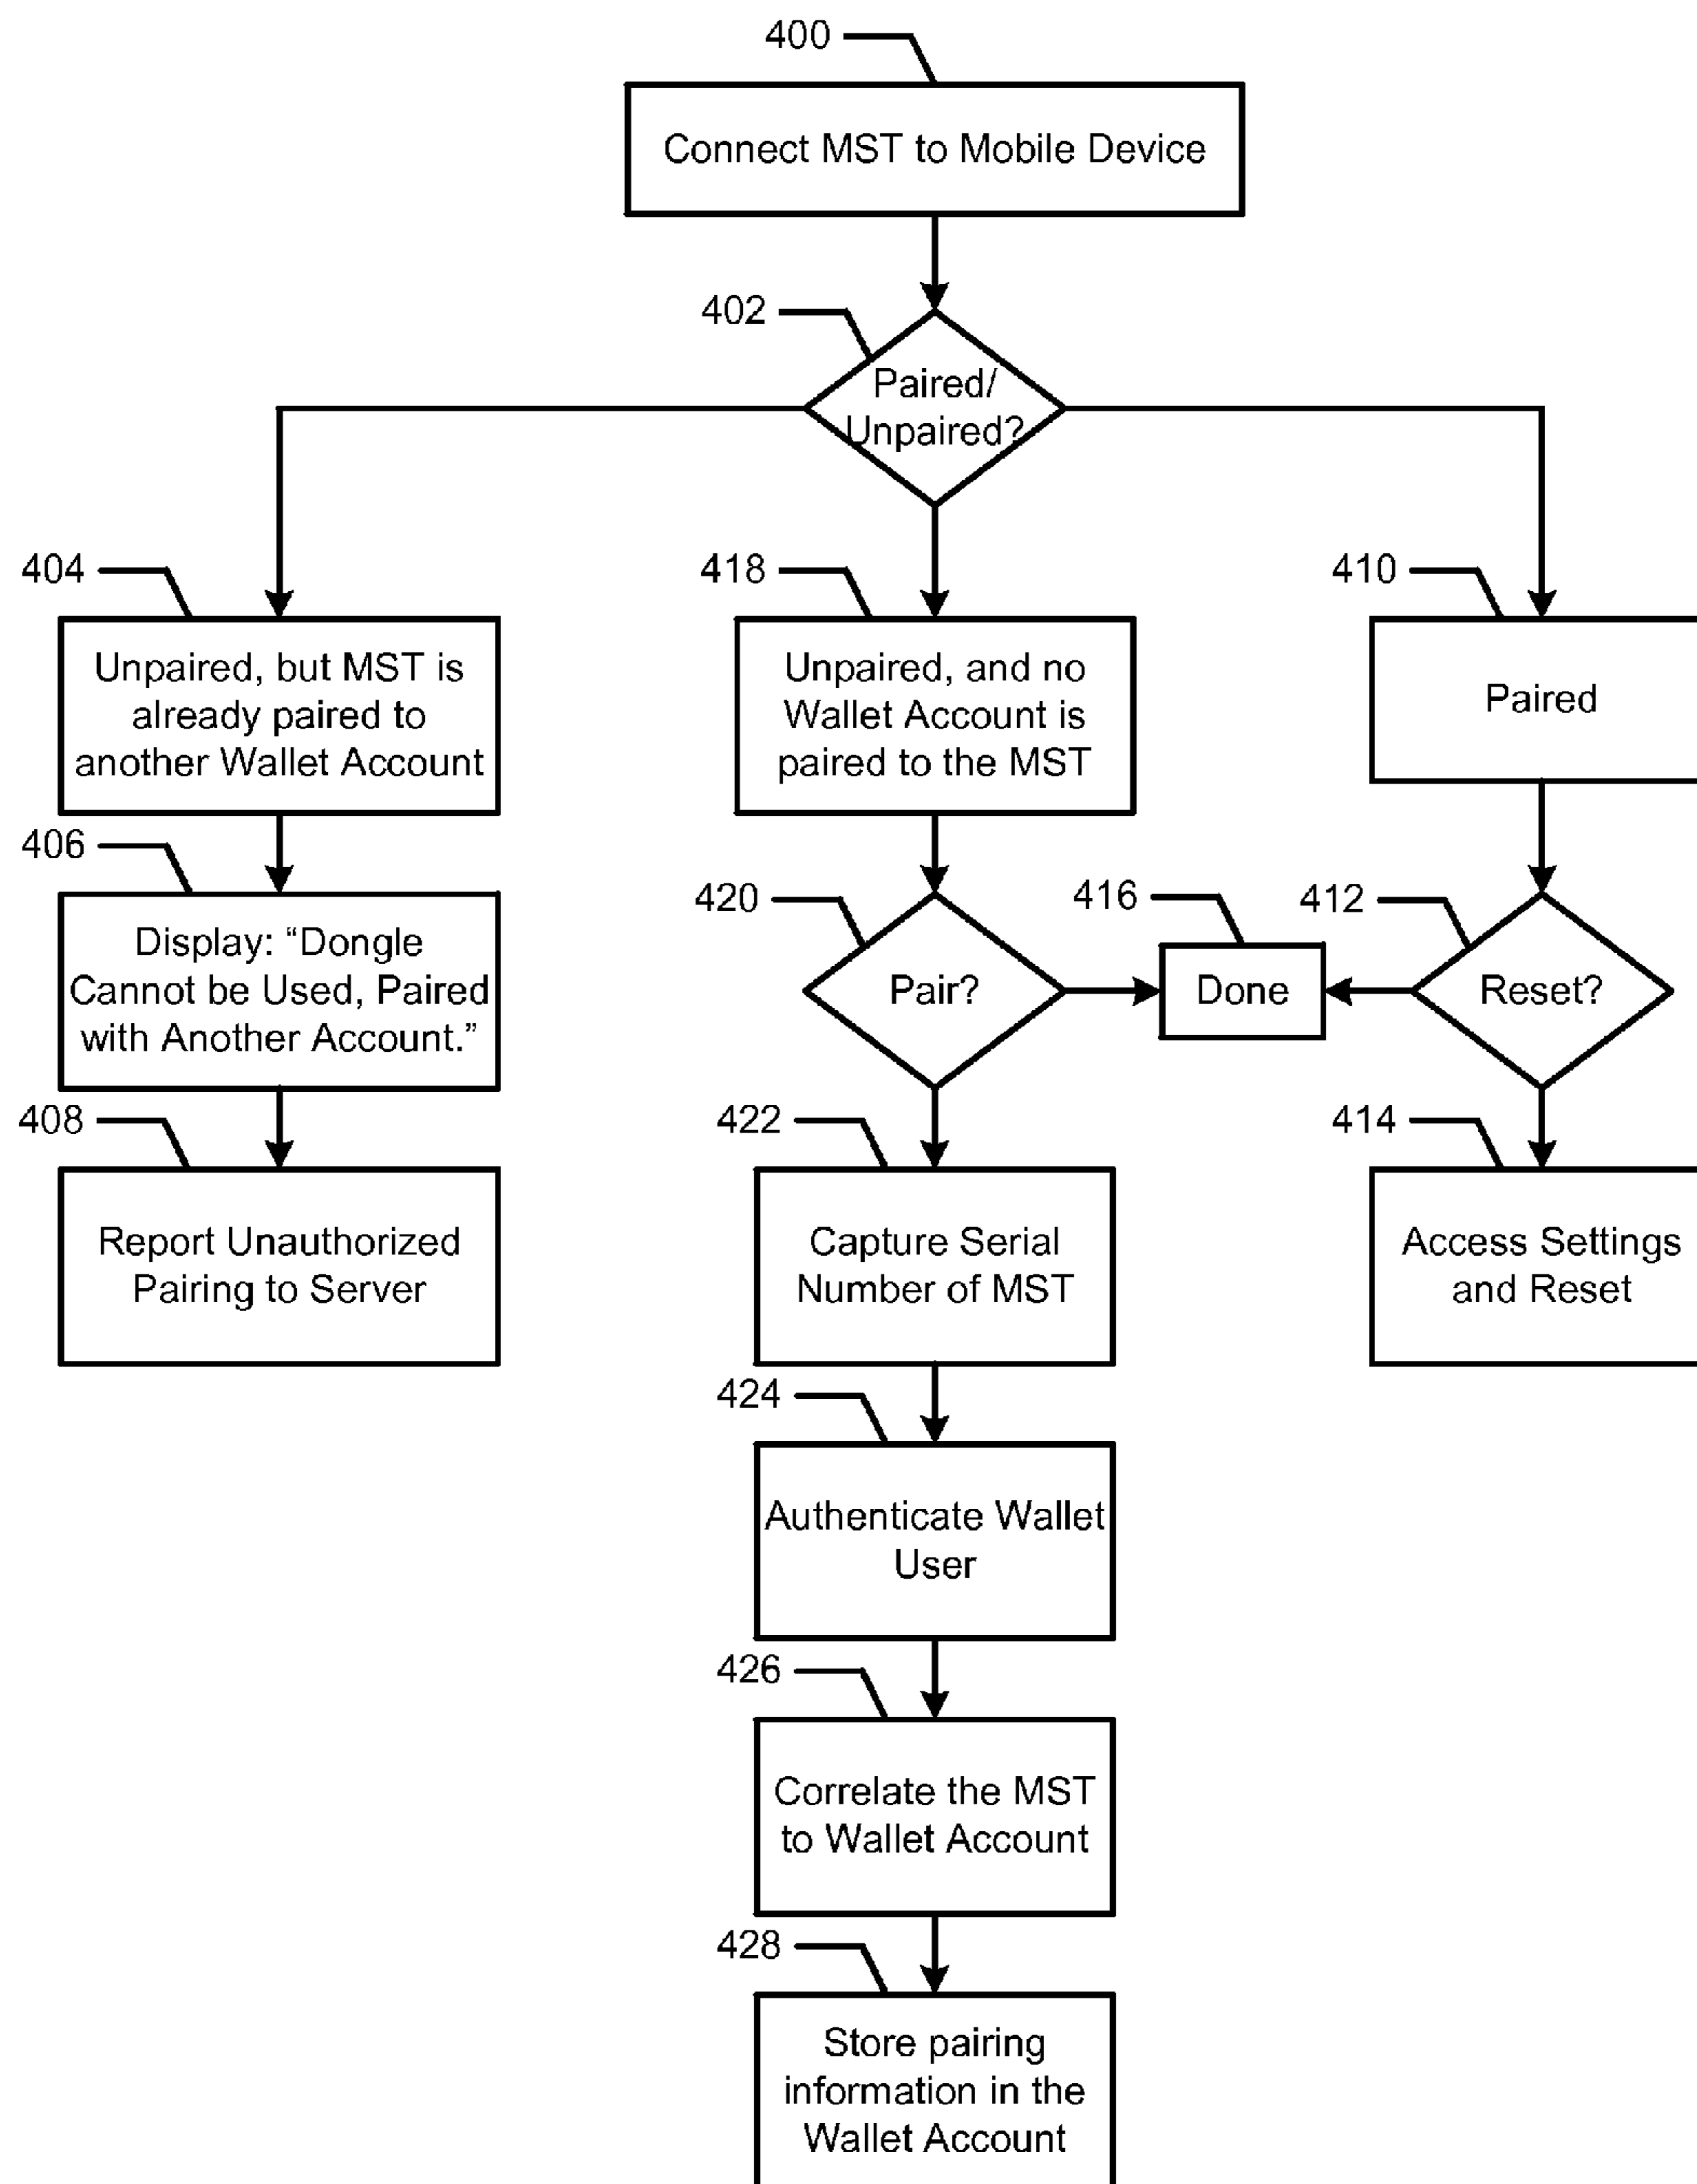 400
Connect MST to Mobile Device
402
Paired/
Unpaired?
404
Unpaired, but MST is
already paired to
another Wallet Account
418
Unpaired, and no
Wallet Account is
paired to the MST
410
Paired
406
Display: “Dongle
Cannot be Used, Paired
with Another Account.”
420
Pair?
416
Done
412
Reset?
408
Report Unauthorized
Pairing to Server
422
Capture Serial
Number of MST
414
Access Settings
and Reset
424
Authenticate Wallet
User
426
Correlate the MST
to Wallet Account
428
Store pairing
information in the
Wallet Account